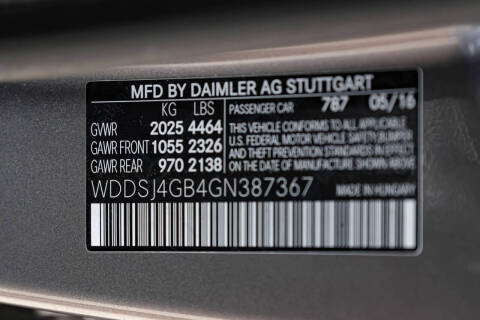 MFD BY DAIMLER AG STUTTGART
KG LBS PASSENGER CAR 787 05/16
GVWR 2025 4464 THIS VEHICLE CONFORMS TO ALL APPLICABLE
GAWR FRONT 1055 2326 U.S. FEDERAL MOTOR VEHICLE SAFETY/BUMPER
GAWR REAR 970 2138 AND THEFT PREVENTION STANDARDS IN EFFECT
ON THE DATE OF MANUFACTURE SHOWN ABOVE
WDDSJ4GB4GN387367 MADE IN HUNGARY